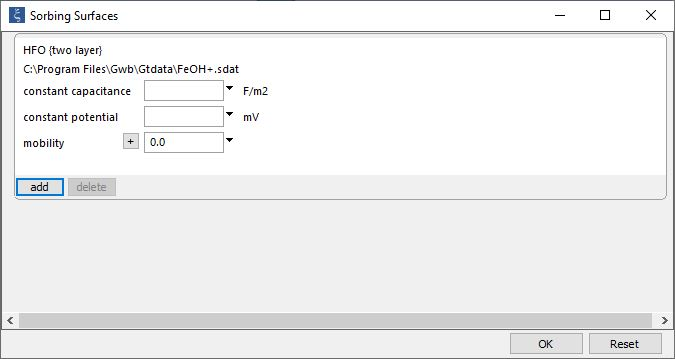 Sorbing Surfaces
HFO {two layer}
C:\Program Files\Gwb\Gtdata\FeOH+.sdat
constant capacitance F/m2
constant potential mV
mobility + 0.0
add delete
OK Reset